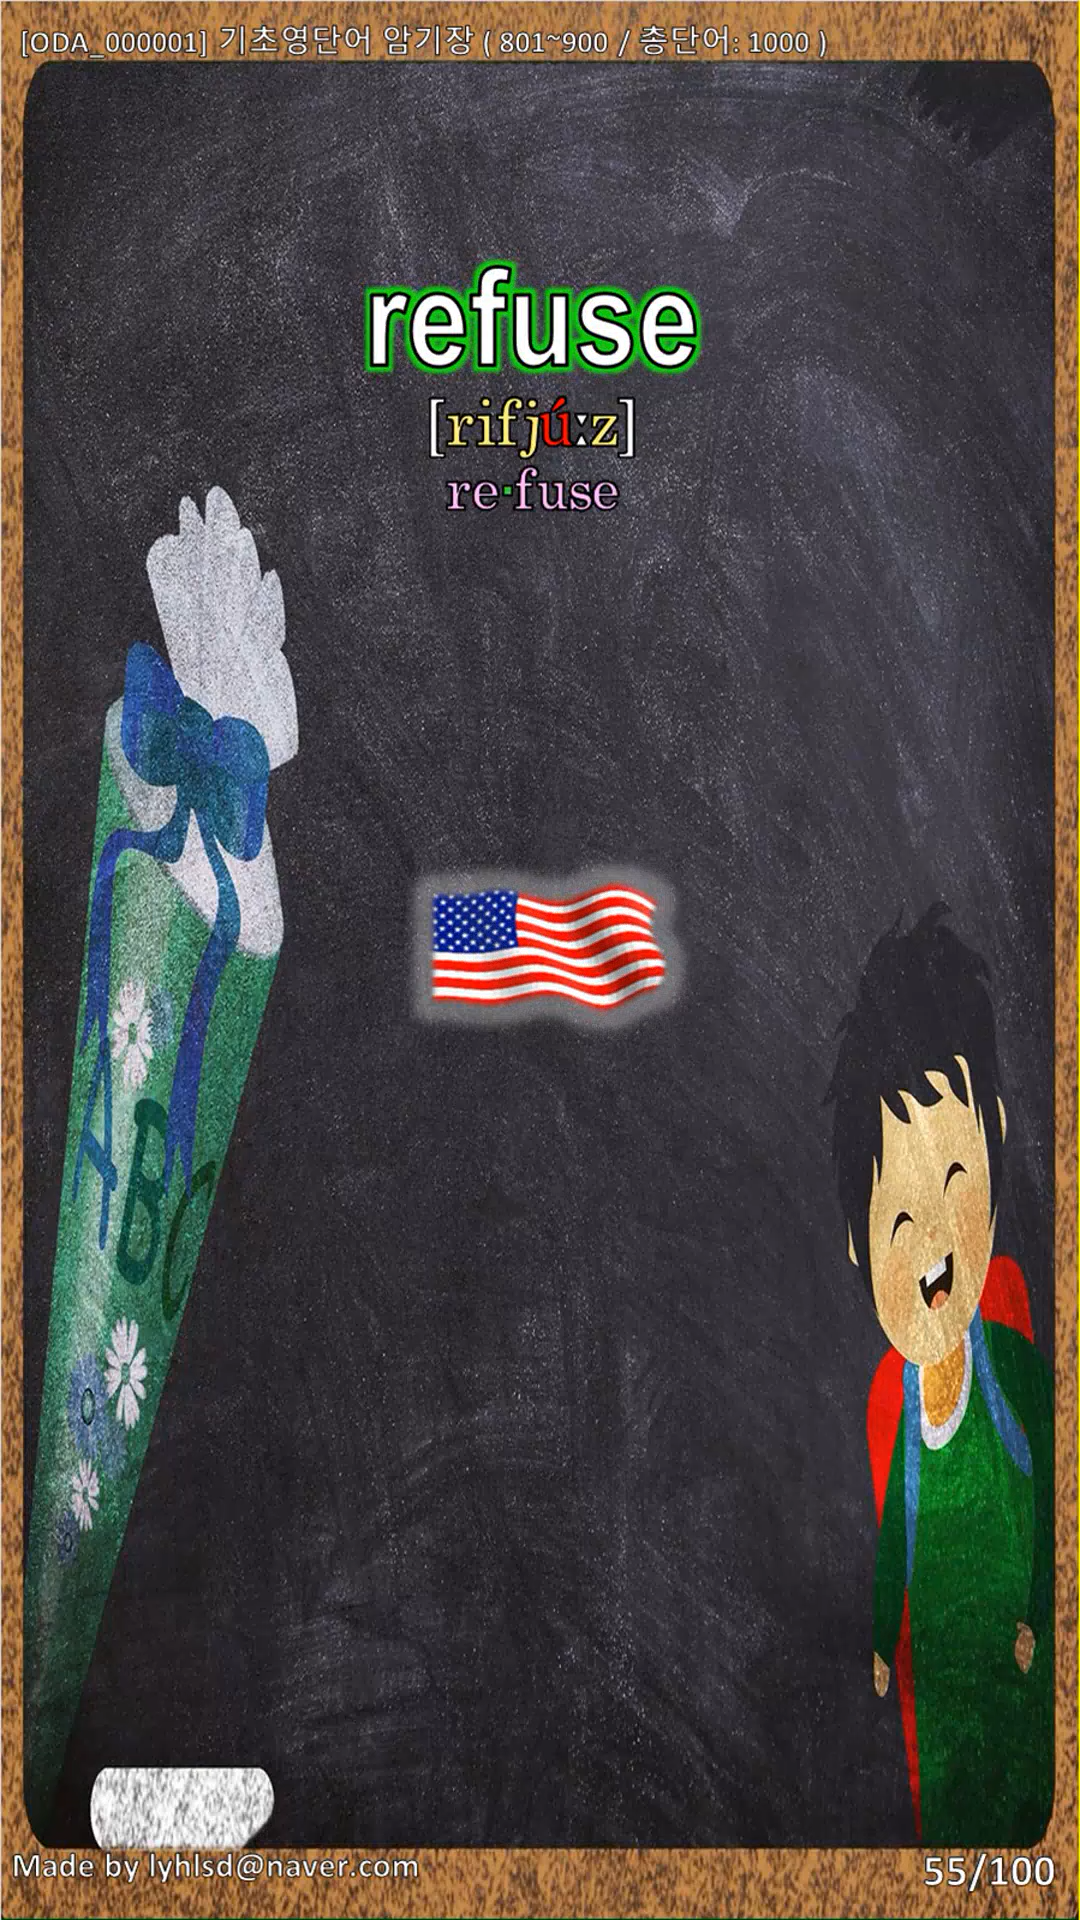 [ODA_000001] 기초영단어 암기장 ( 801~900 / 총단어: 1000 )
refuse
[rifjú:z]
re·fuse
A B C
Made by lyhlsd@naver.com
55/100